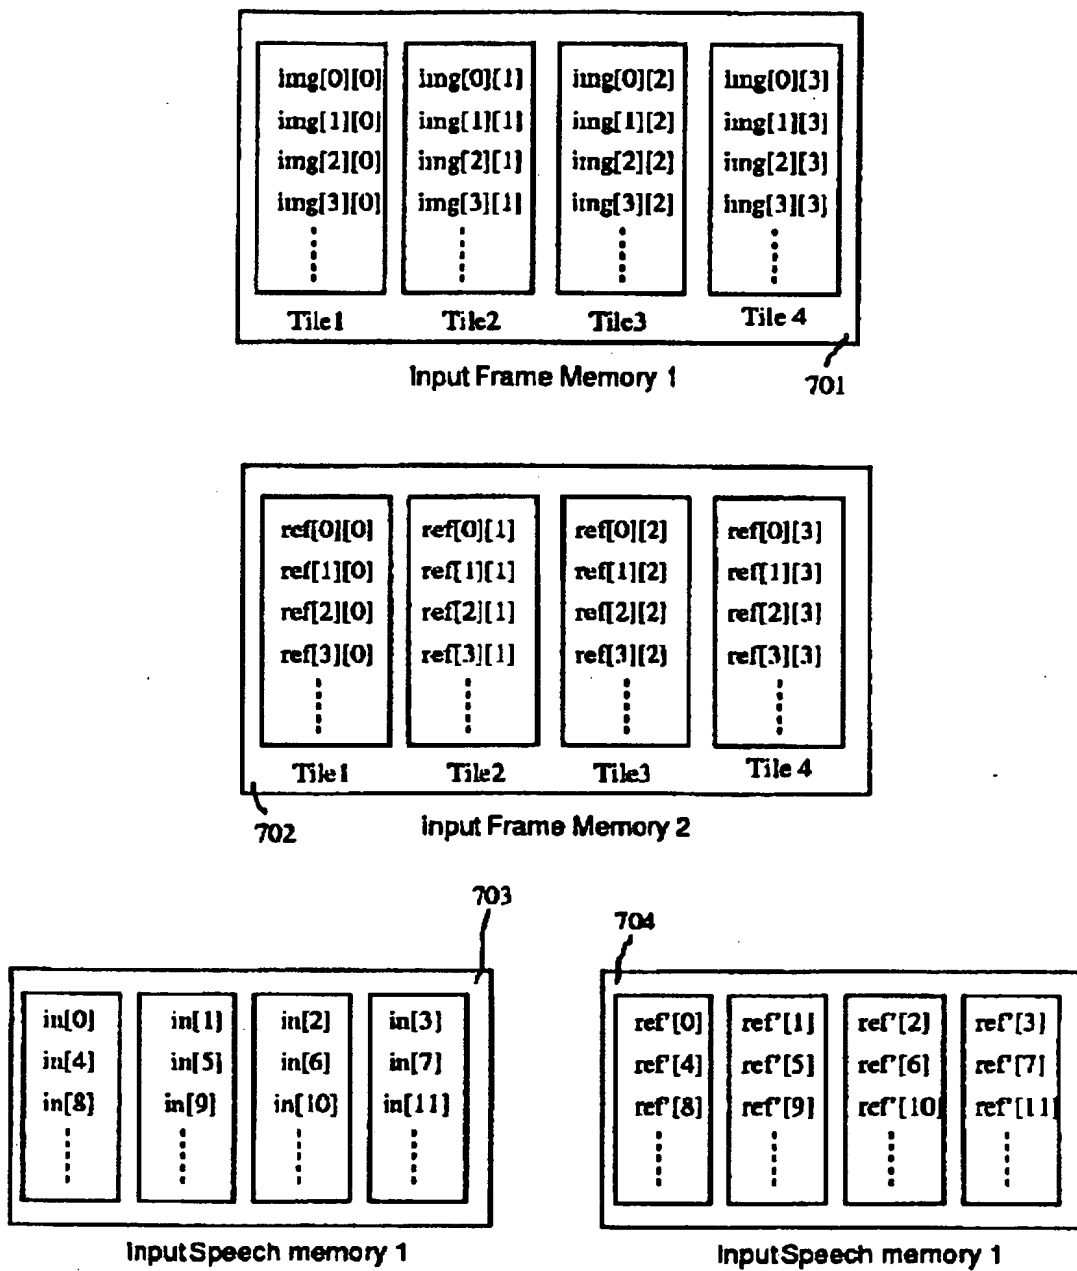 img[0][0] img[0][1] img[0][2] img[0][3]
img[1][0] img[1][1] img[1][2] img[1][3]
img[2][0] img[2][1] img[2][2] img[2][3]
img[3][0] img[3][1] img[3][2] img[3][3]
Tile1 Tile2 Tile3 Tile 4
Input Frame Memory 1 701
ref[0][0] ref[0][1] ref[0][2] ref[0][3]
ref[1][0] ref[1][1] ref[1][2] ref[1][3]
ref[2][0] ref[2][1] ref[2][2] ref[2][3]
ref[3][0] ref[3][1] ref[3][2] ref[3][3]
Tile1 Tile2 Tile3 Tile 4
702 Input Frame Memory 2
703
in[0] in[1] in[2] in[3]
in[4] in[5] in[6] in[7]
in[8] in[9] in[10] in[11]
Input Speech memory 1
704
ref'[0] ref'[1] ref'[2] ref'[3]
ref'[4] ref'[5] ref'[6] ref'[7]
ref'[8] ref'[9] ref'[10] ref'[11]
Input Speech memory 1